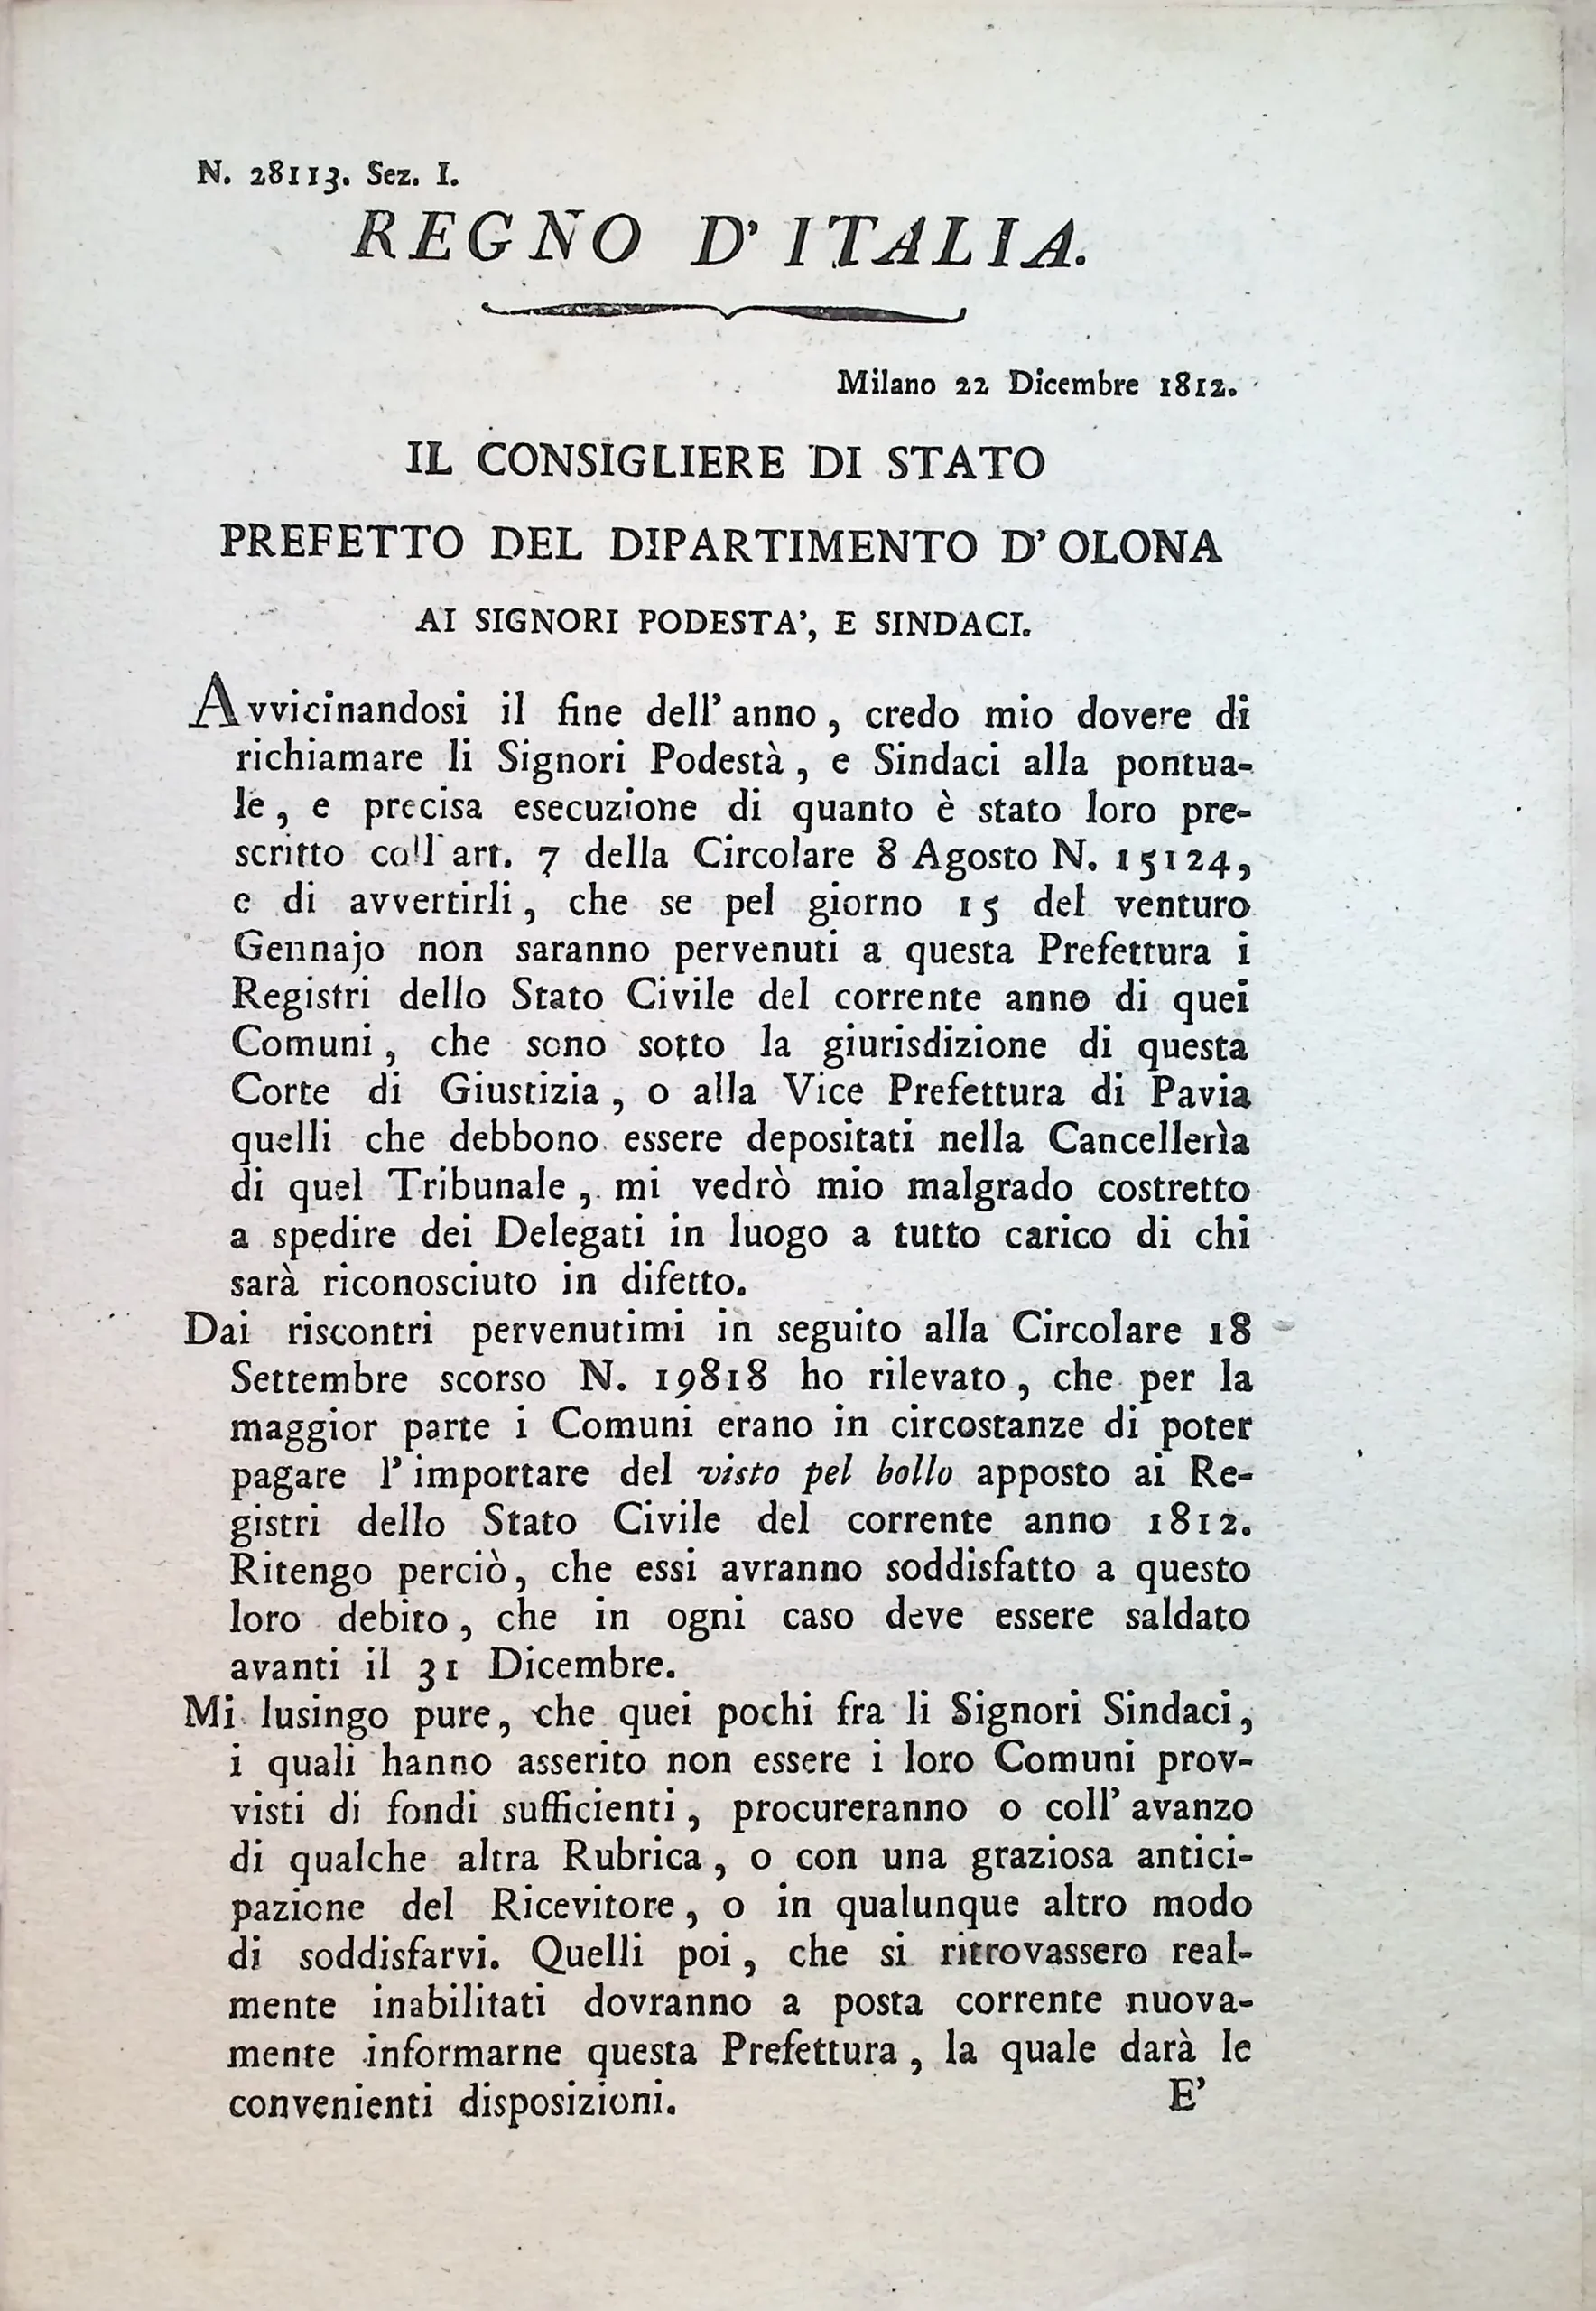 N. 28113. Sez. I.
REGNO D' ITALIA.
Milano 22 Dicembre 1812.
IL CONSIGLIERE DI STATO
PREFETTO DEL DIPARTIMENTO D' OLONA
AI SIGNORI PODESTA', E SINDACI.
Avvicinandosi il fine dell' anno, credo mio dovere di
richiamare li Signori Podestà, e Sindaci alla pontua-
le, e precisa esecuzione di quanto è stato loro pre-
scritto coll' art. 7 della Circolare 8 Agosto N. 15124,
e di avvertirli, che se pel giorno 15 del venturo
Gennajo non saranno pervenuti a questa Prefettura i
Registri dello Stato Civile del corrente anno di quei
Comuni, che sono sotto la giurisdizione di questa
Corte di Giustizia, o alla Vice Prefettura di Pavia
quelli che debbono essere depositati nella Cancellerìa
di quel Tribunale, mi vedrò mio malgrado costretto
a spedire dei Delegati in luogo a tutto carico di chi
sarà riconosciuto in difetto.
Dai riscontri pervenutimi in seguito alla Circolare 18
Settembre scorso N. 19818 ho rilevato, che per la
maggior parte i Comuni erano in circostanze di poter
pagare l' importare del visto pel bollo apposto ai Re-
gistri dello Stato Civile del corrente anno 1812.
Ritengo perciò, che essi avranno soddisfatto a questo
loro debito, che in ogni caso deve essere saldato
avanti il 31 Dicembre.
Mi lusingo pure, che quei pochi fra li Signori Sindaci,
i quali hanno asserito non essere i loro Comuni prov-
visti di fondi sufficienti, procureranno o coll' avanzo
di qualche altra Rubrica, o con una graziosa antici-
pazione del Ricevitore, o in qualunque altro modo
di soddisfarvi. Quelli poi, che si ritrovassero real-
mente inabilitati dovranno a posta corrente nuova-
mente informarne questa Prefettura, la quale darà le
convenienti disposizioni.
E'